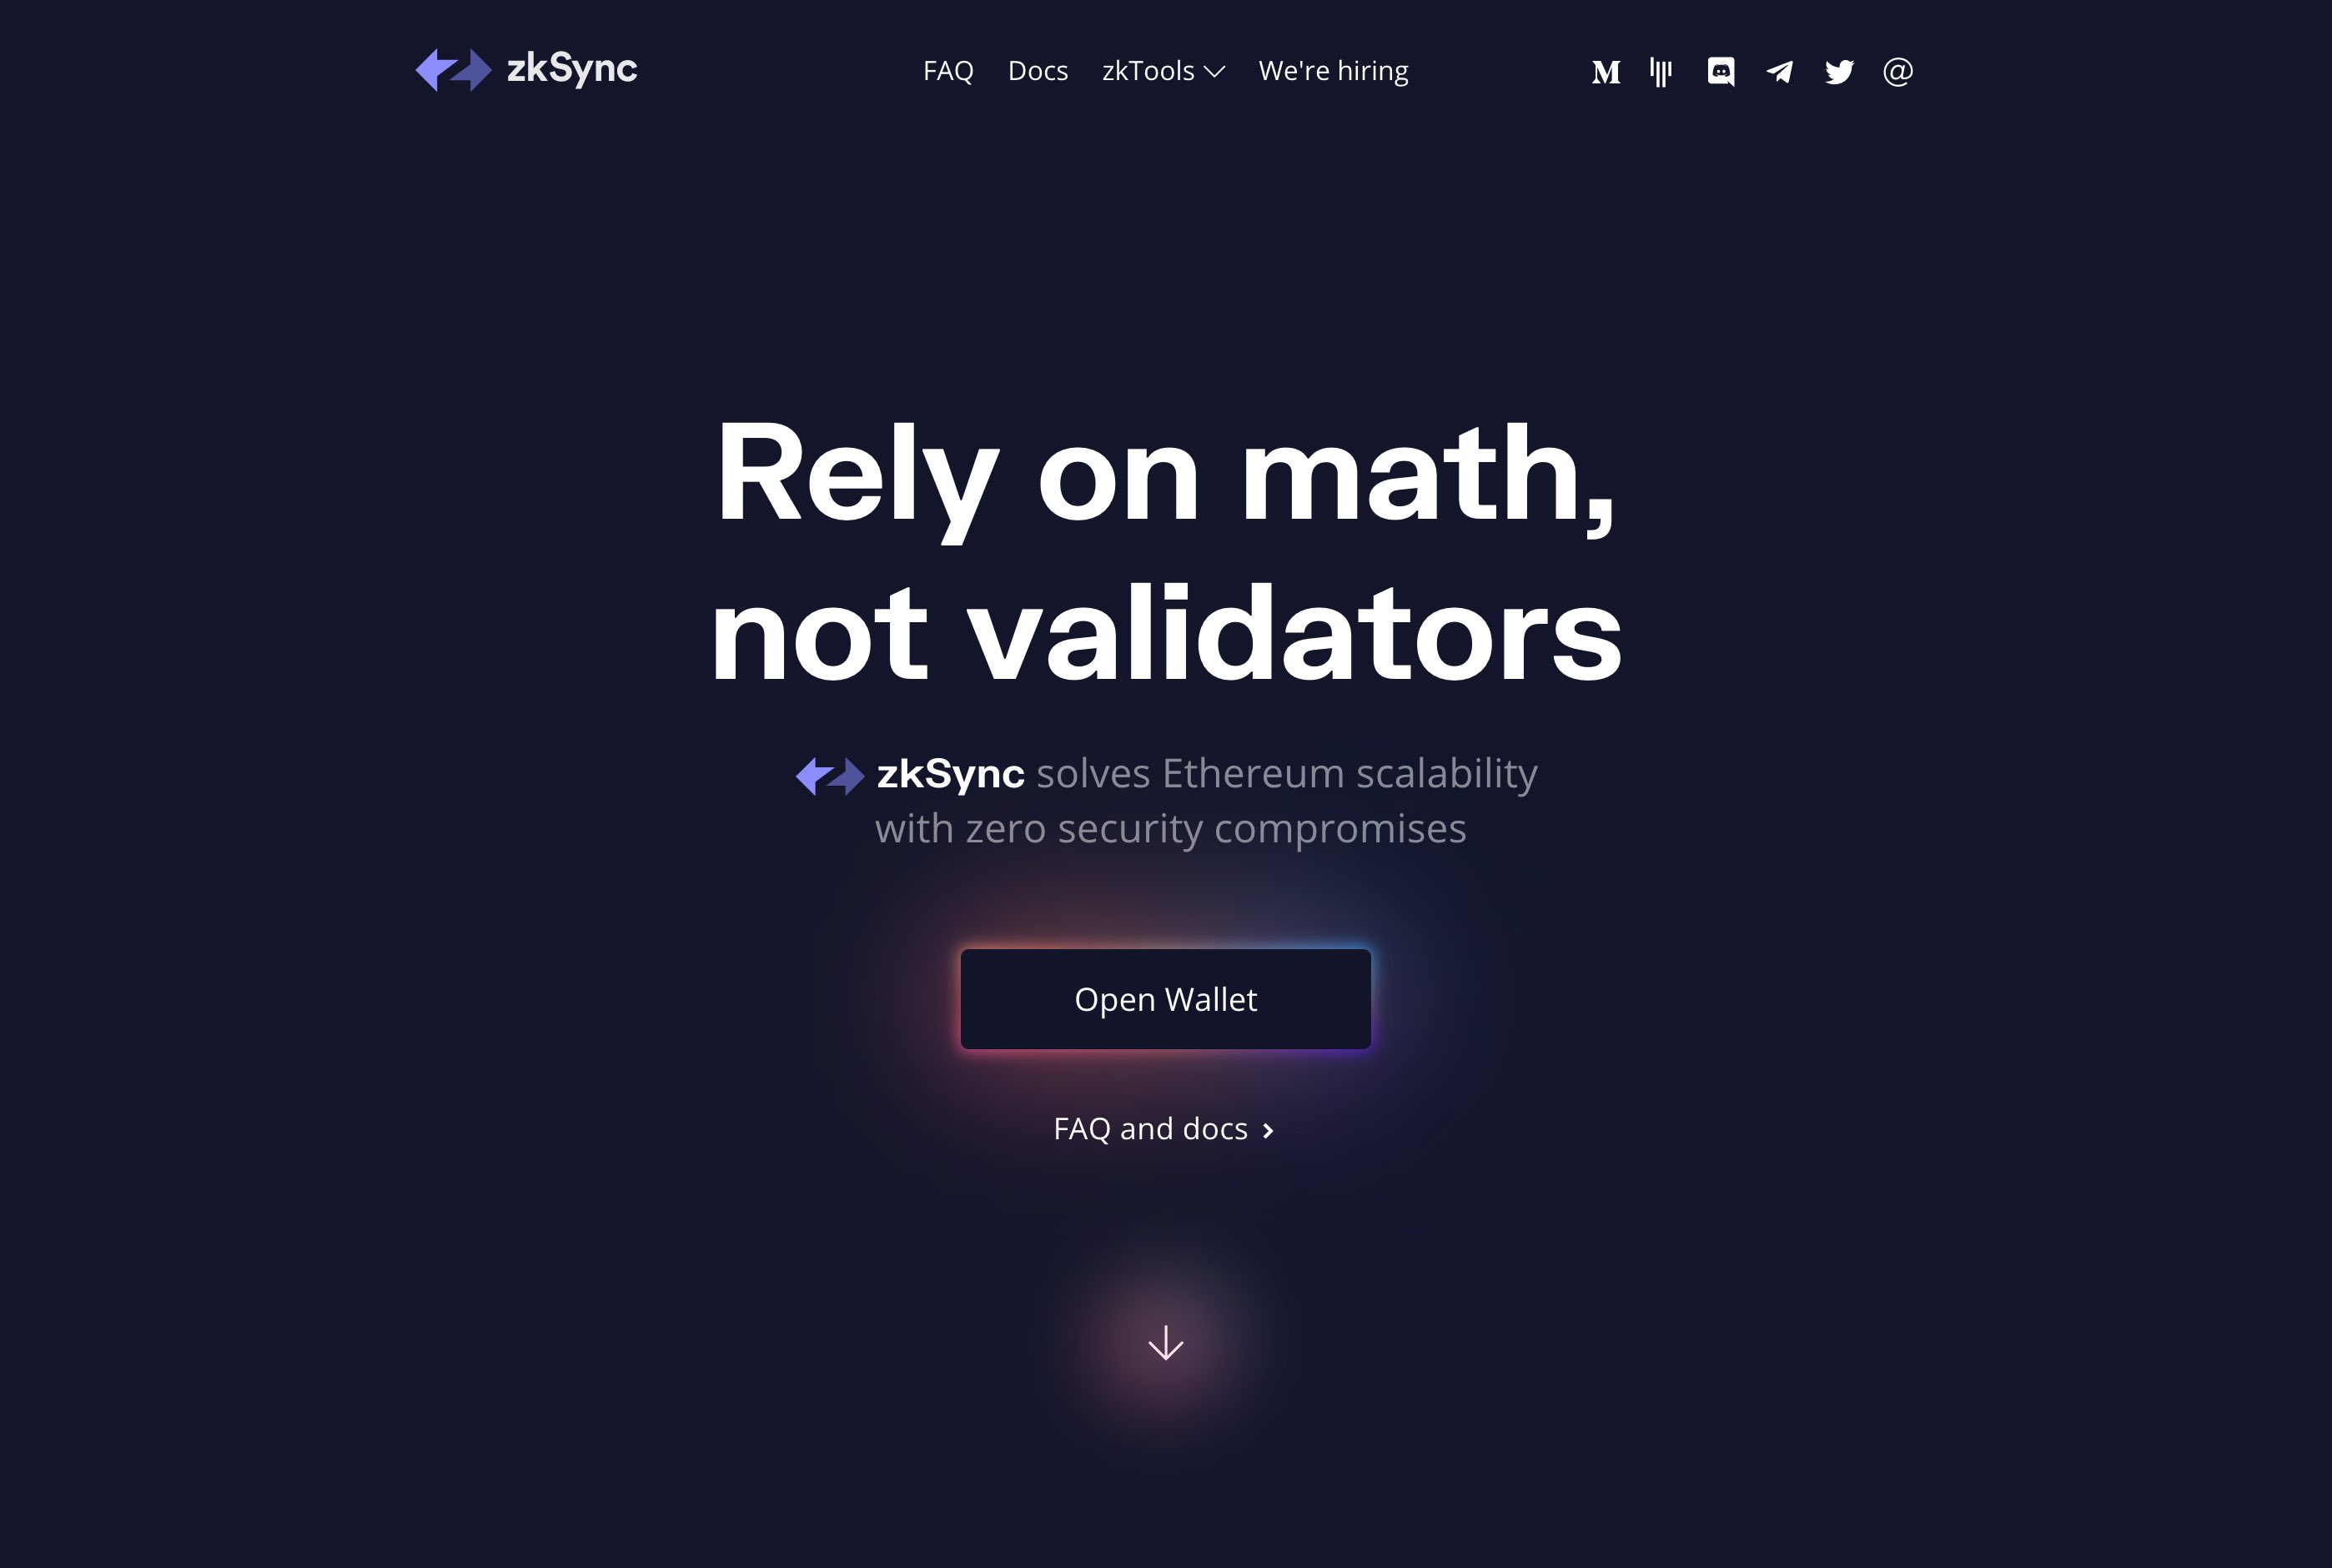 zkSync
FAQ Docs zkTools We're hiring
Rely on math,
not validators
zkSync solves Ethereum scalability
with zero security compromises
Open Wallet
FAQ and docs